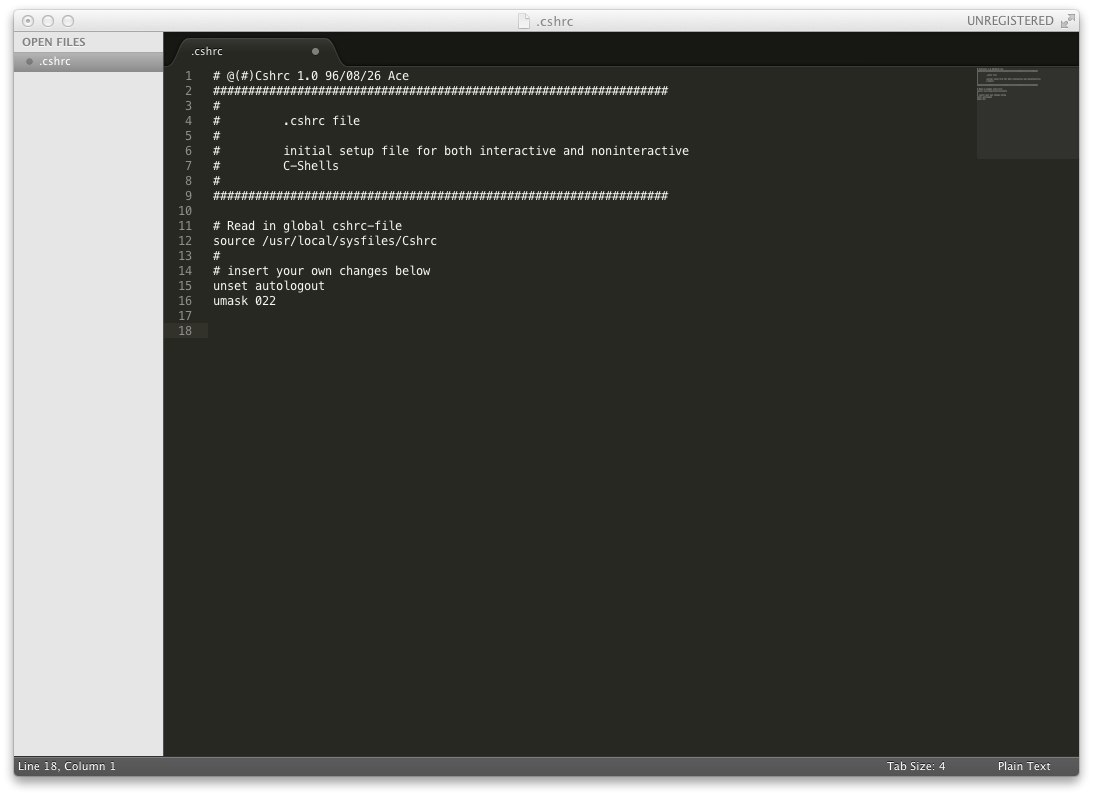 .cshrc
UNREGISTERED
OPEN FILES
.cshrc
.cshrc
1 # @(#)Cshrc 1.0 96/08/26 Ace
2 #################################################################
3 #
4 #         .cshrc file
5 #
6 #         initial setup file for both interactive and noninteractive
7 #         C-Shells
8 #
9 #################################################################
10
11 # Read in global cshrc-file
12 source /usr/local/sysfiles/Cshrc
13 #
14 # insert your own changes below
15 unset autologout
16 umask 022
17
18
Line 18, Column 1
Tab Size: 4
Plain Text